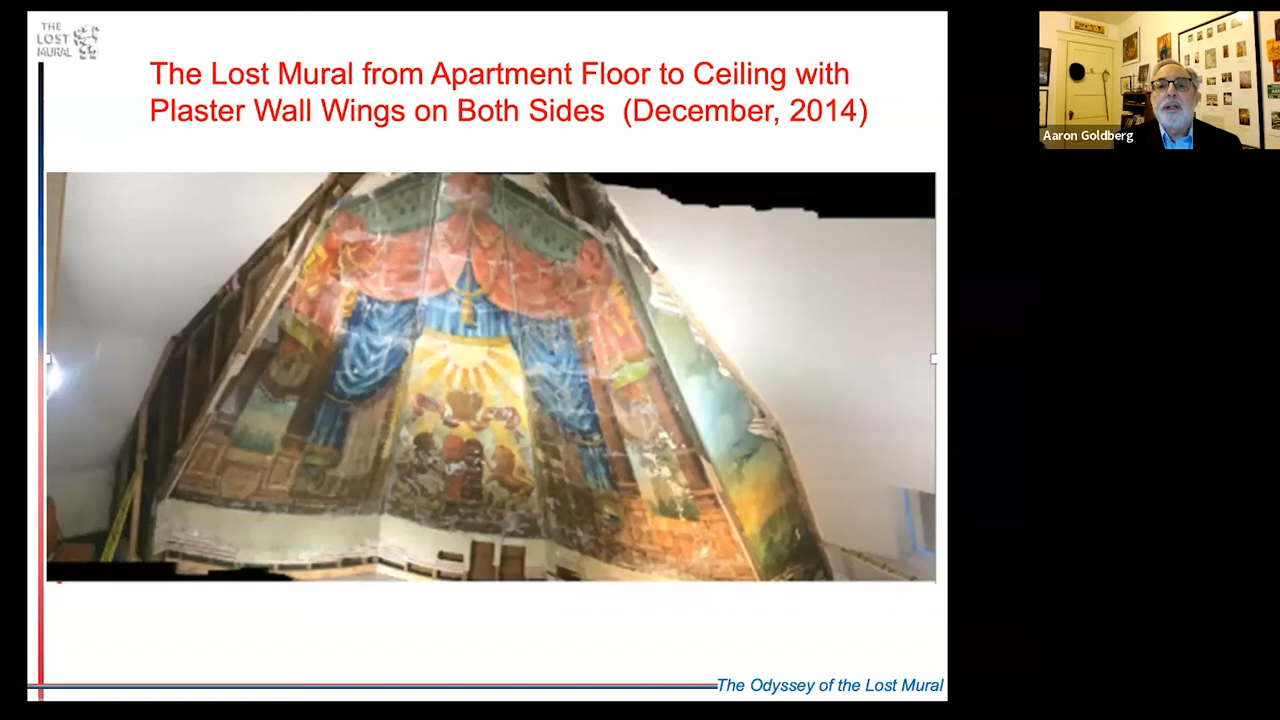 THE
LOST
MURAL
The Lost Mural from Apartment Floor to Ceiling with
Plaster Wall Wings on Both Sides (December, 2014)
Aaron Goldberg
The Odyssey of the Lost Mural